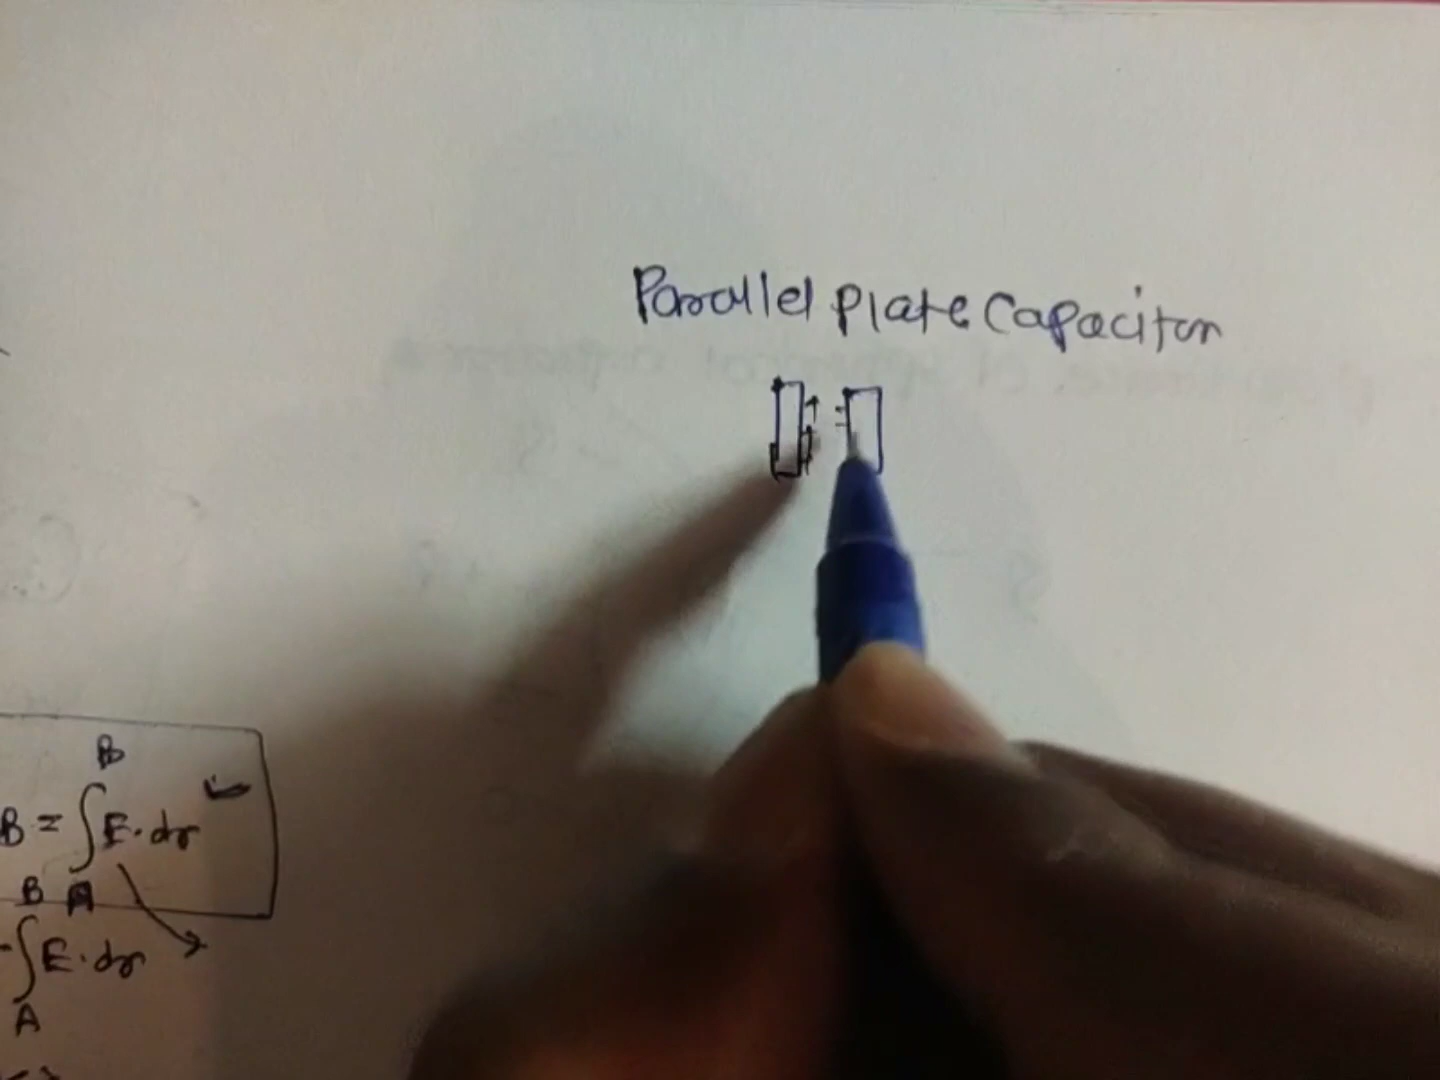 Parallel Plate Capacitor
B
B = ∫ E. dr
A
B
-∫ E. dr
A